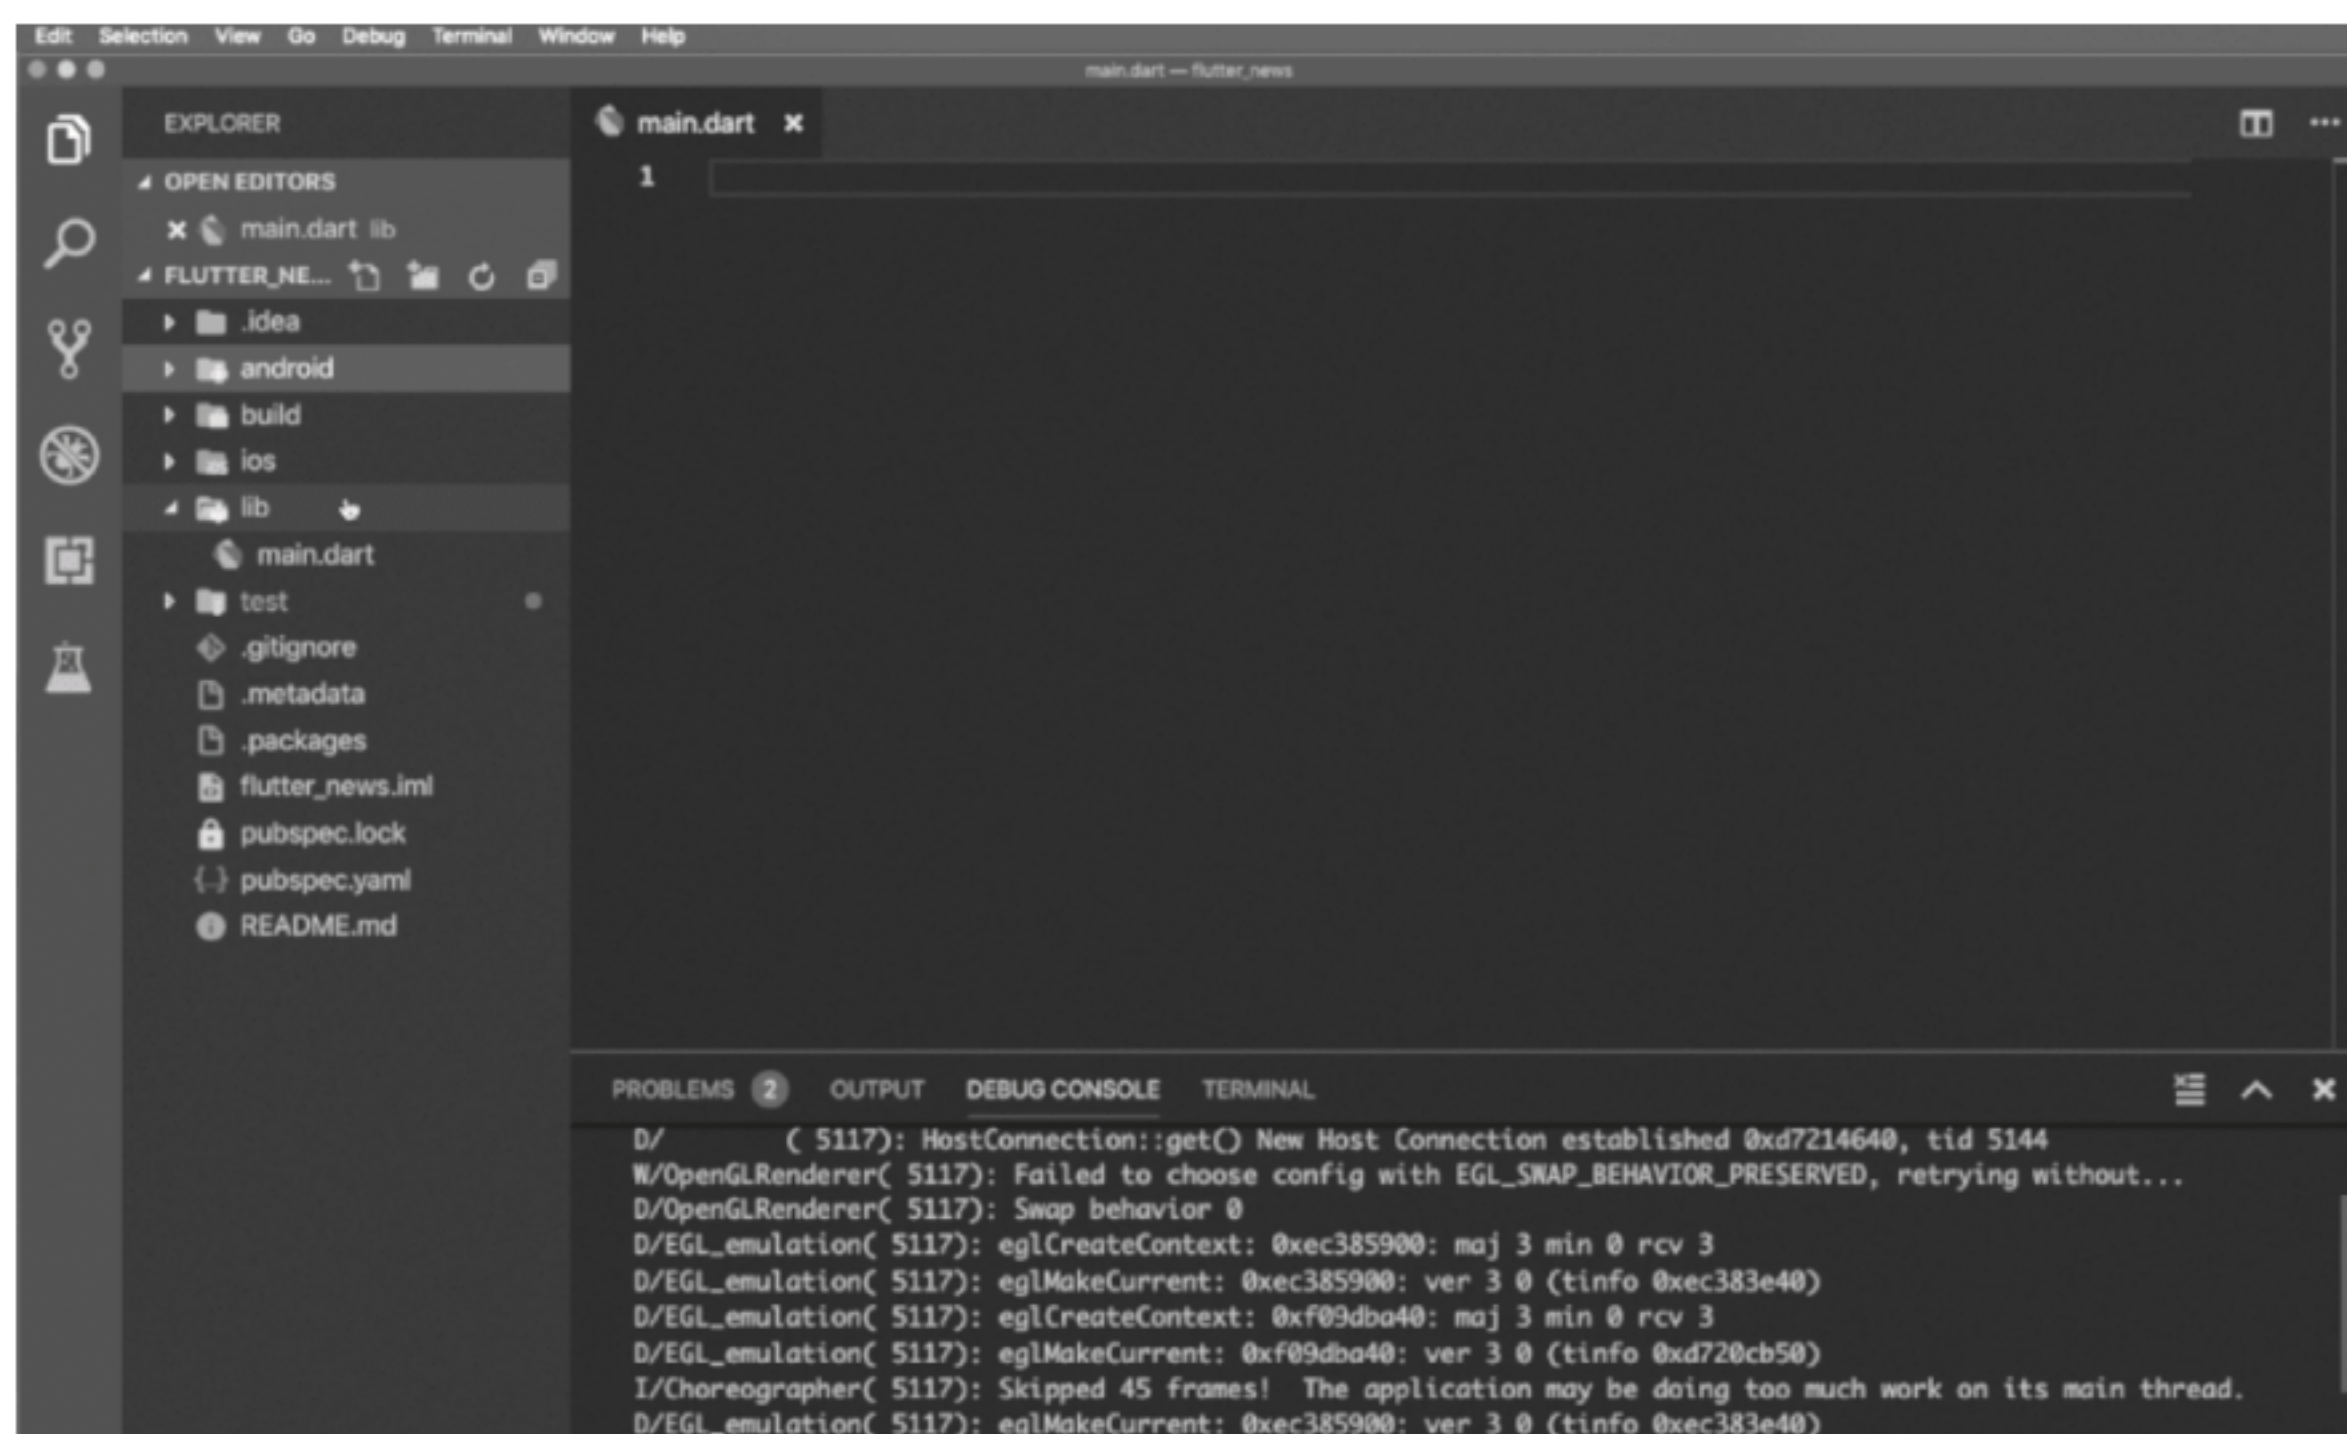 Edit Selection View Go Debug Terminal Window Help
main.dart — flutter_news
EXPLORER
OPEN EDITORS
main.dart lib
FLUTTER_NE...
.idea
android
build
ios
lib
main.dart
test
.gitignore
.metadata
.packages
flutter_news.iml
pubspec.lock
pubspec.yaml
README.md
main.dart
1
PROBLEMS 2 OUTPUT DEBUG CONSOLE TERMINAL
D/ ( 5117): HostConnection::get() New Host Connection established 0xd7214640, tid 5144
W/OpenGLRenderer( 5117): Failed to choose config with EGL_SWAP_BEHAVIOR_PRESERVED, retrying without...
D/OpenGLRenderer( 5117): Swap behavior 0
D/EGL_emulation( 5117): eglCreateContext: 0xec385900: maj 3 min 0 rcv 3
D/EGL_emulation( 5117): eglMakeCurrent: 0xec385900: ver 3 0 (tinfo 0xec383e40)
D/EGL_emulation( 5117): eglCreateContext: 0xf09dba40: maj 3 min 0 rcv 3
D/EGL_emulation( 5117): eglMakeCurrent: 0xf09dba40: ver 3 0 (tinfo 0xd720cb50)
I/Choreographer( 5117): Skipped 45 frames!  The application may be doing too much work on its main thread.
D/EGL_emulation( 5117): eglMakeCurrent: 0xec385900: ver 3 0 (tinfo 0xec383e40)